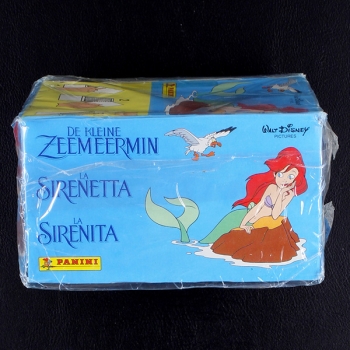 DE KLEINE
ZEEMEERMIN
WALT DISNEY
PICTURES
LA
SIRENETTA
LA
SIRENITA
PANINI